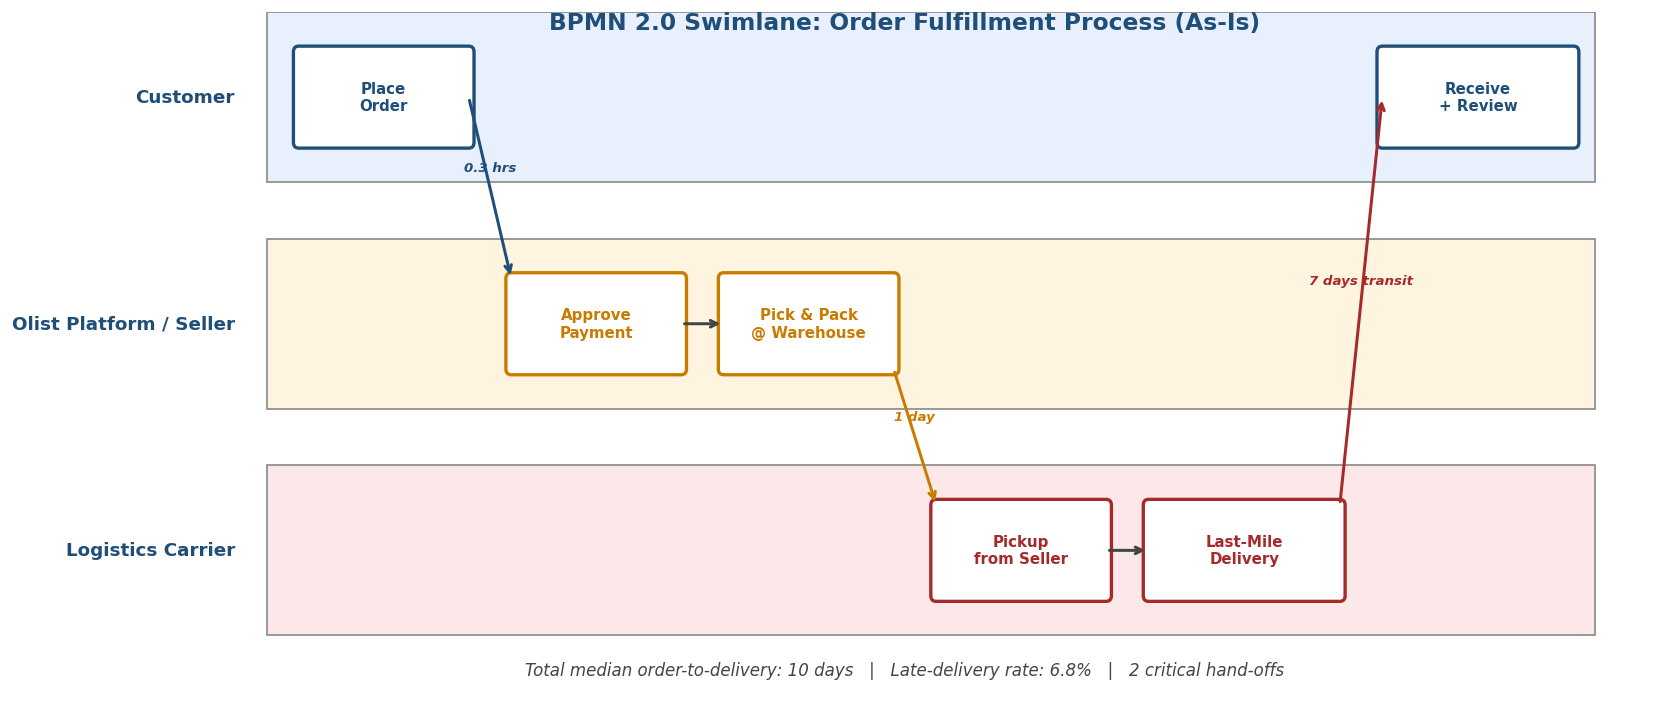 BPMN 2.0 Swimlane: Order Fulfillment Process (As-Is)
Customer
Place
Order
Receive
+ Review
0.3 hrs
Olist Platform / Seller
Approve
Payment
Pick & Pack
@ Warehouse
7 days transit
1 day
Logistics Carrier
Pickup
from Seller
Last-Mile
Delivery
Total median order-to-delivery: 10 days | Late-delivery rate: 6.8% | 2 critical hand-offs